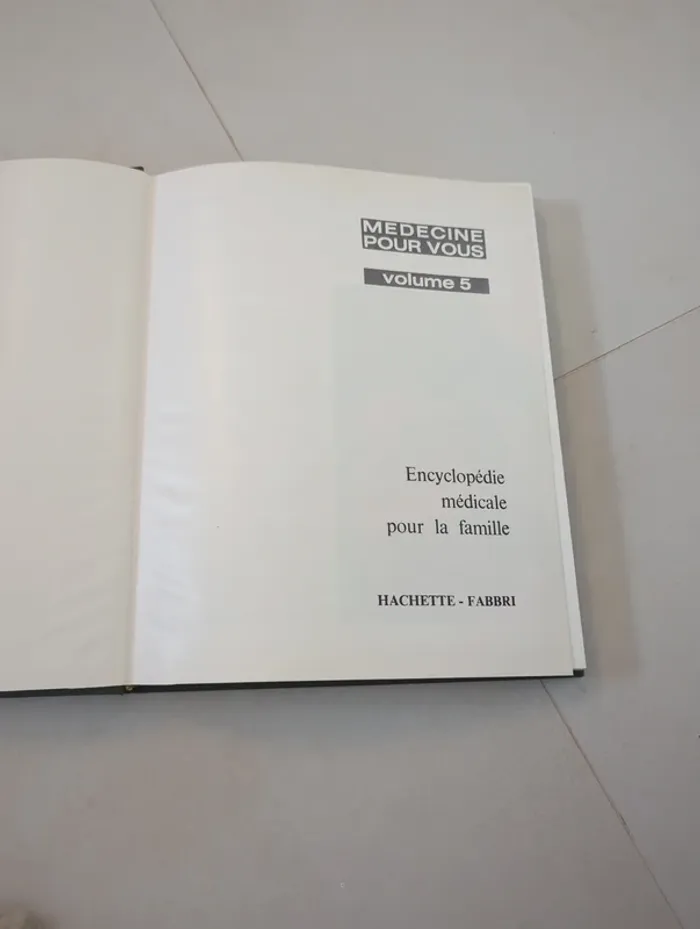 MEDECINE
POUR VOUS
volume 5
Encyclopédie
médicale
pour la famille
HACHETTE - FABBRI